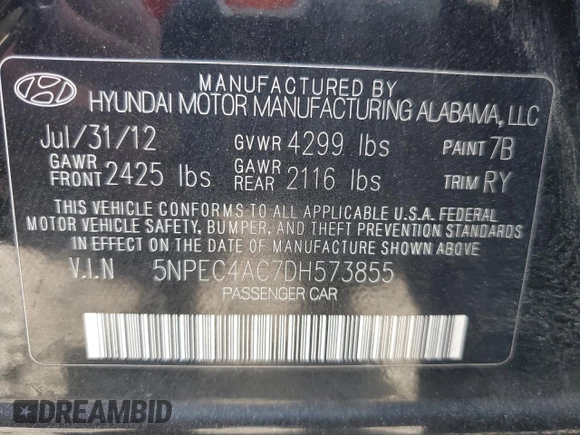 MANUFACTURED BY
HYUNDAI MOTOR MANUFACTURING ALABAMA, LLC
Jul/31/12 GVWR 4299 lbs PAINT 7B
GAWR FRONT 2425 lbs GAWR REAR 2116 lbs TRIM RY
THIS VEHICLE CONFORMS TO ALL APPLICABLE U.S.A. FEDERAL
MOTOR VEHICLE SAFETY, BUMPER, AND THEFT PREVENTION STANDARDS
IN EFFECT ON THE DATE OF MANUFACTURE SHOWN ABOVE.
V.I.N 5NPEC4AC7DH573855
PASSENGER CAR
DREAMBID